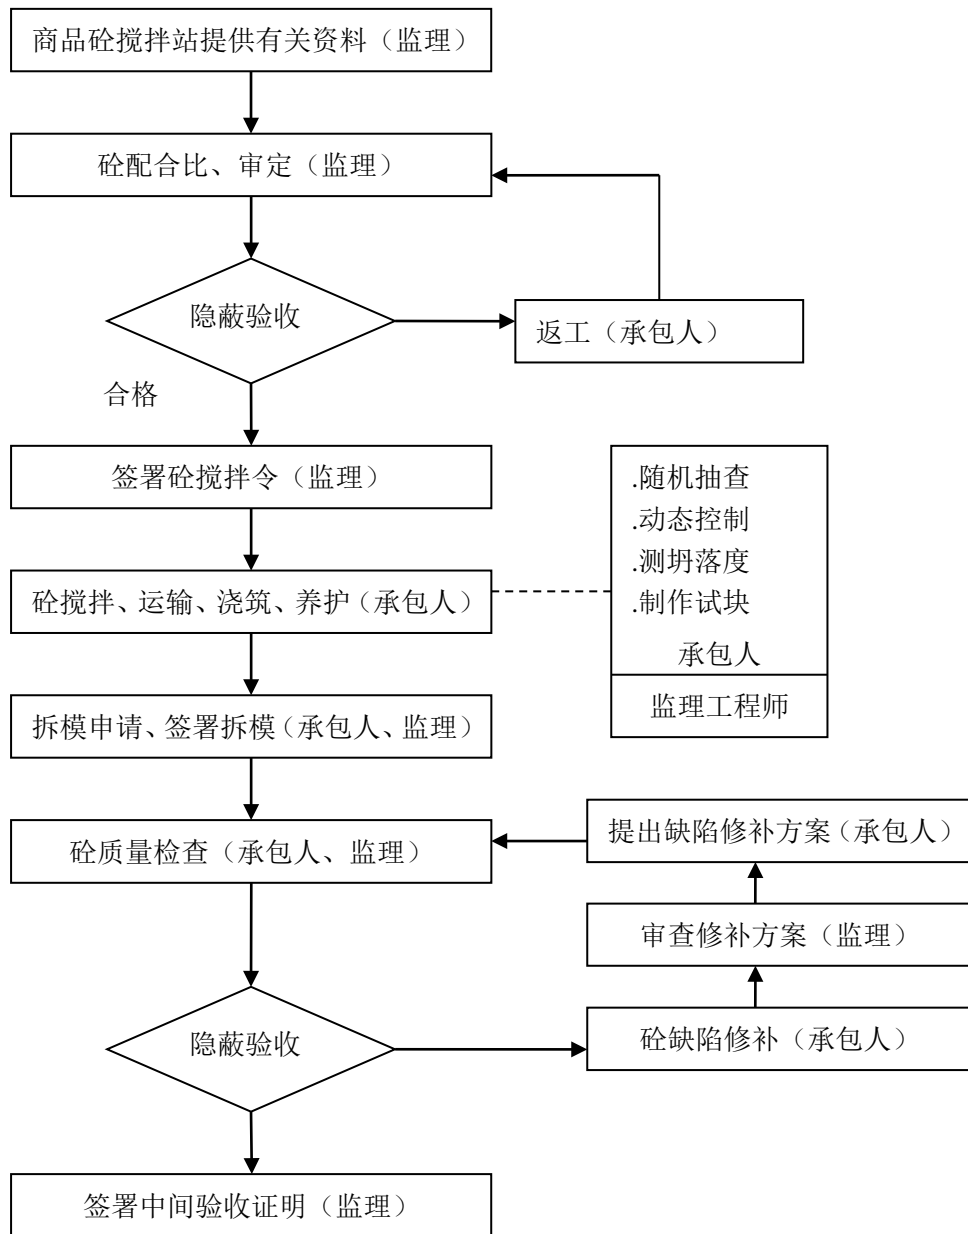 商品砼搅拌站提供有关资料（监理）
砼配合比、审定（监理）
隐蔽验收
返工（承包人）
合格
签署砼搅拌令（监理）
.随机抽查
.动态控制
.测坍落度
.制作试块
承包人
监理工程师
砼搅拌、运输、浇筑、养护（承包人）
拆模申请、签署拆模（承包人、监理）
砼质量检查（承包人、监理）
提出缺陷修补方案（承包人）
审查修补方案（监理）
隐蔽验收
砼缺陷修补（承包人）
签署中间验收证明（监理）